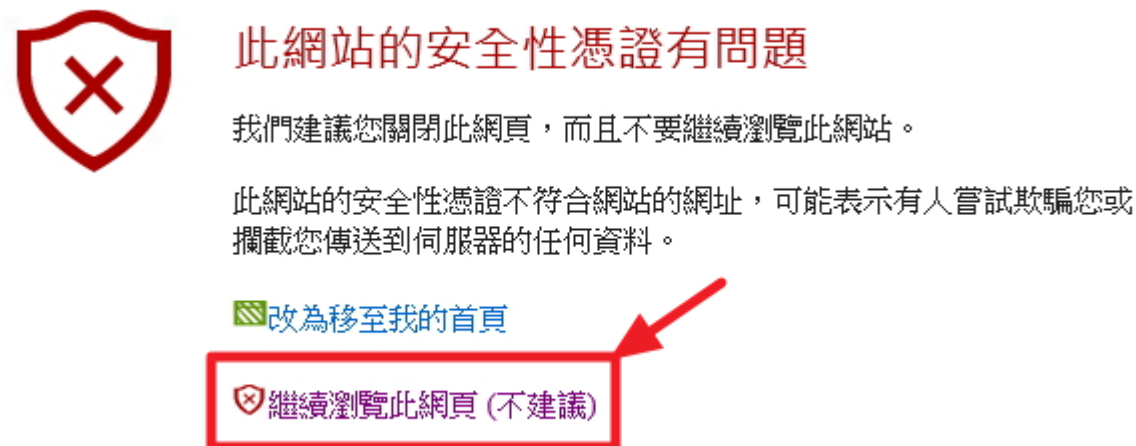 此網站的安全性憑證有問題
我們建議您關閉此網頁，而且不要繼續瀏覽此網站。
此網站的安全性憑證不符合網站的網址，可能表示有人嘗試欺騙您或
攔截您傳送到伺服器的任何資料。
改為移至我的首頁
繼續瀏覽此網頁 (不建議)